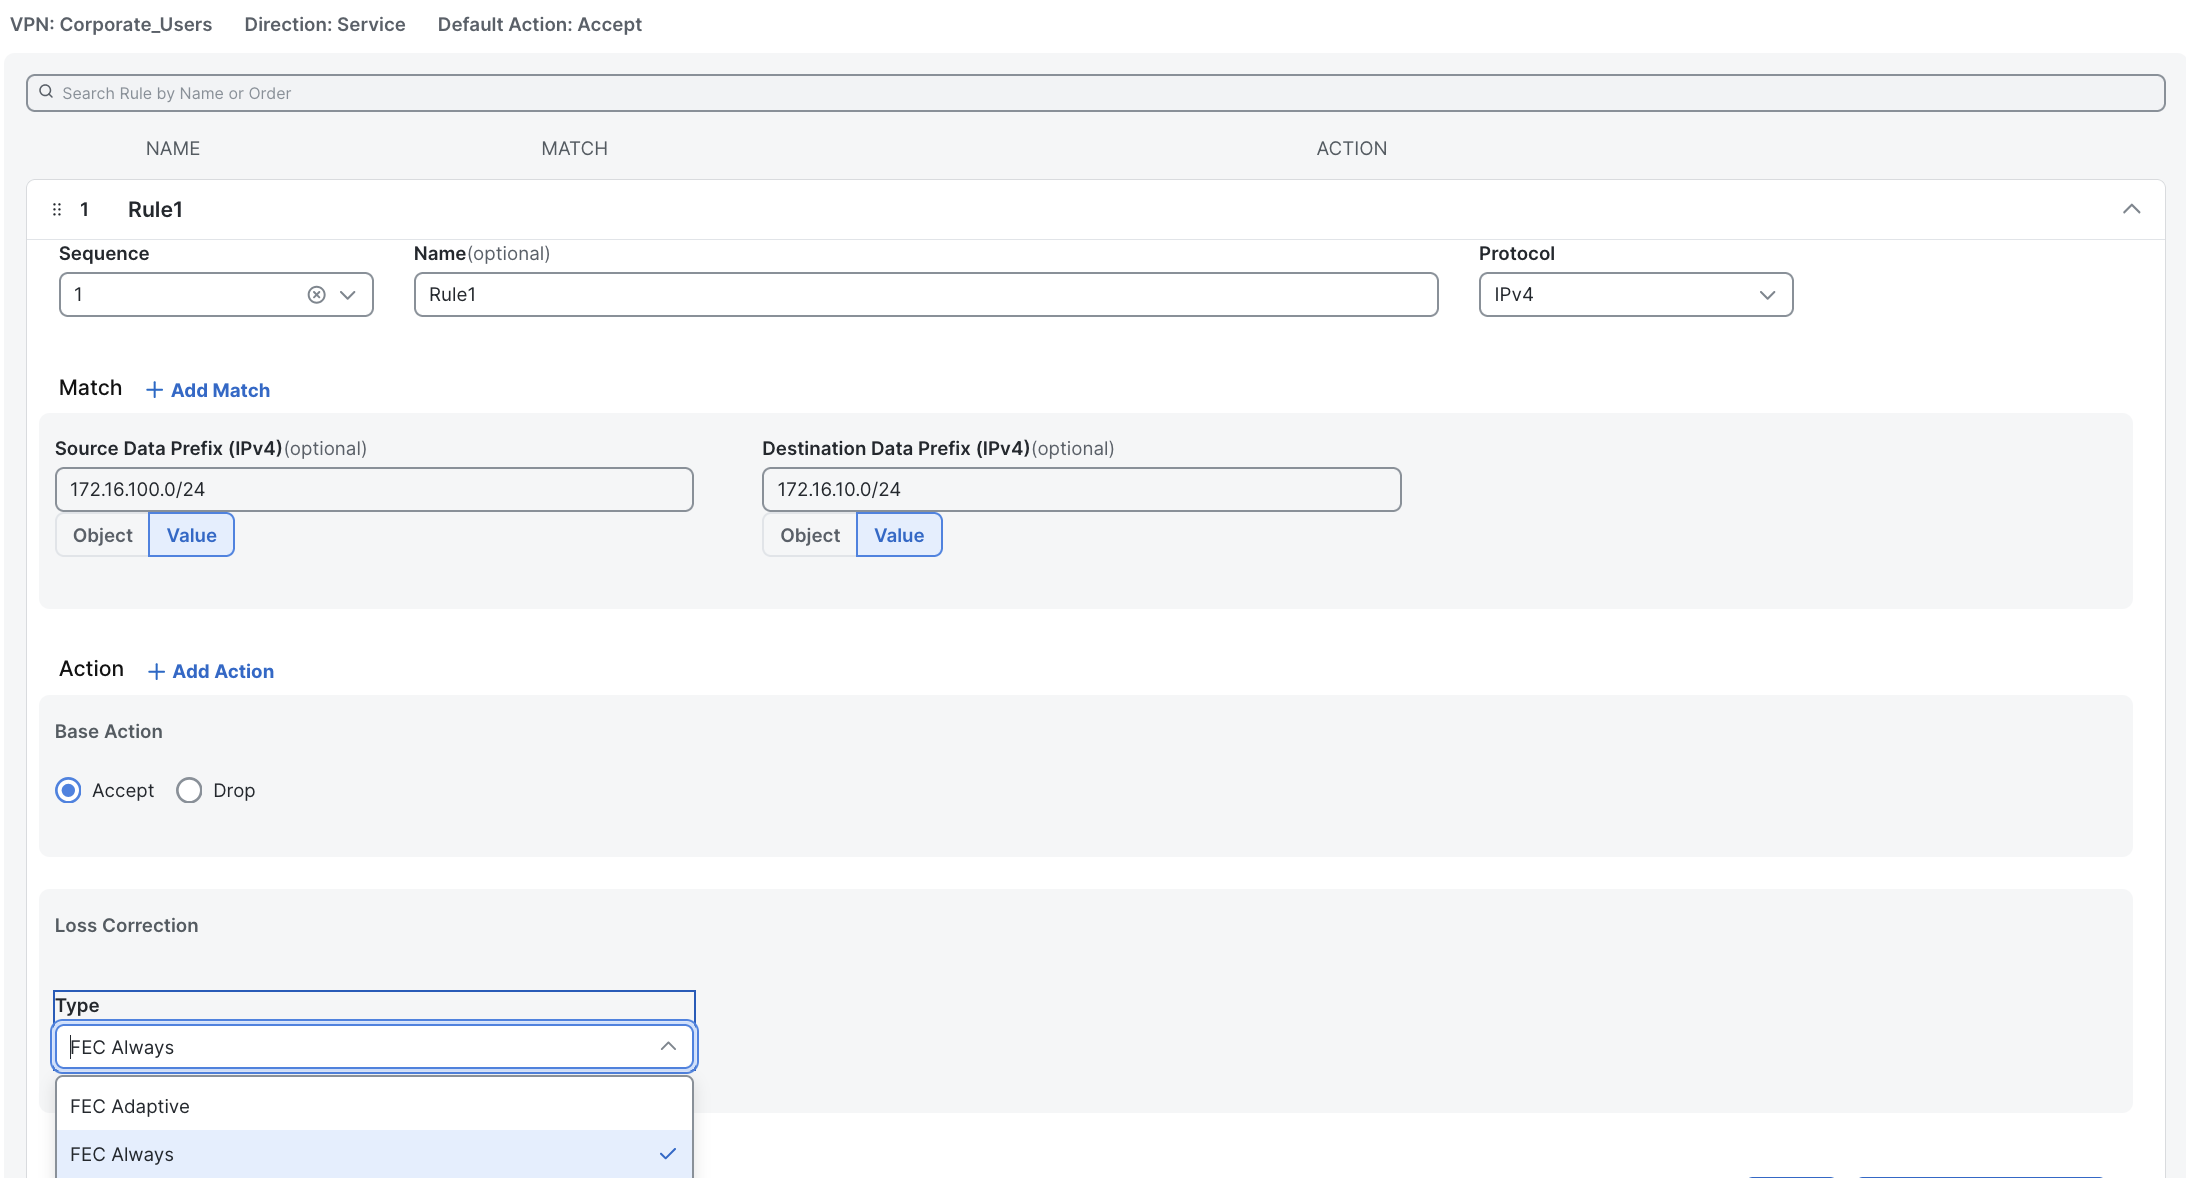 VPN: Corporate_Users Direction: Service Default Action: Accept
Search Rule by Name or Order
NAME MATCH ACTION
1 Rule1
Sequence Name(optional) Protocol
1 Rule1 IPv4
Match + Add Match
Source Data Prefix (IPv4)(optional) Destination Data Prefix (IPv4)(optional)
172.16.100.0/24 172.16.10.0/24
Object Value Object Value
Action + Add Action
Base Action
Accept Drop
Loss Correction
Type
FEC Always
FEC Adaptive
FEC Always